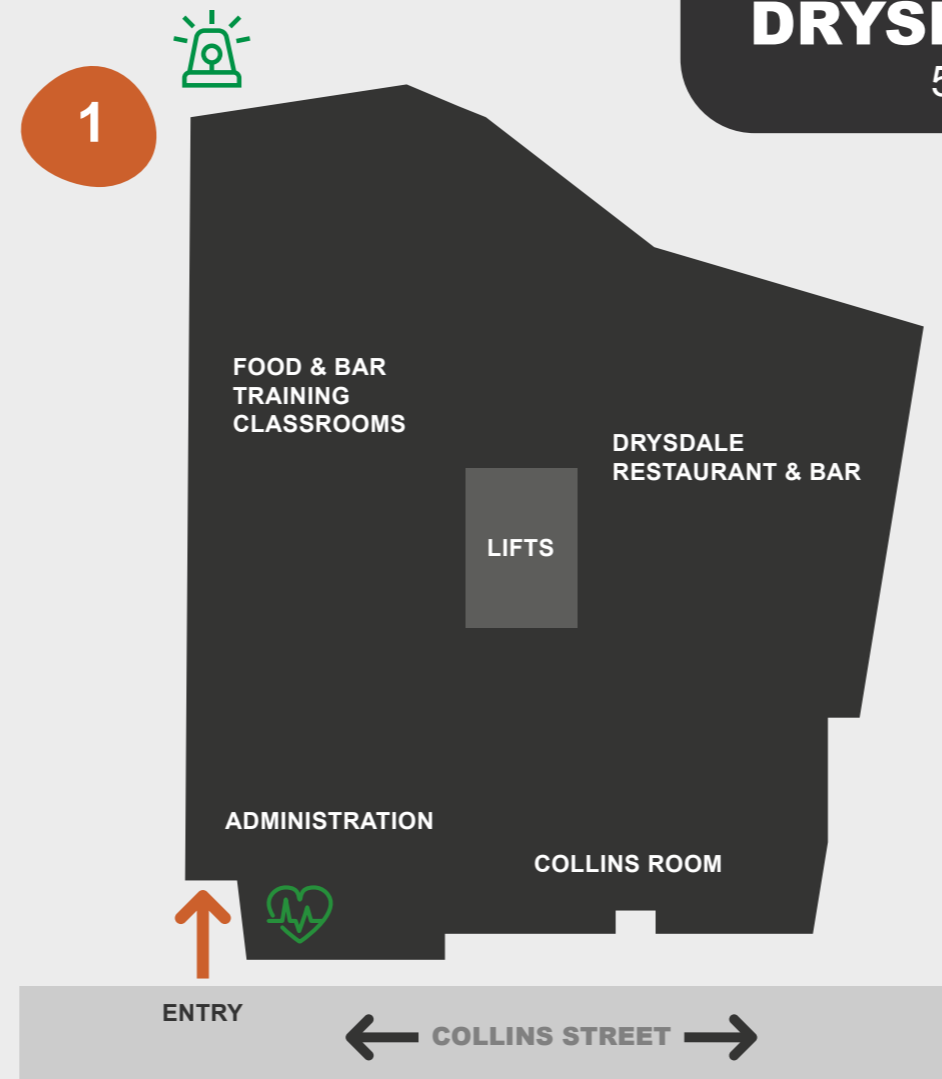 1
FOOD & BAR
TRAINING
CLASSROOMS
DRYSDALE
RESTAURANT & BAR
LIFTS
ADMINISTRATION
COLLINS ROOM
ENTRY
COLLINS STREET